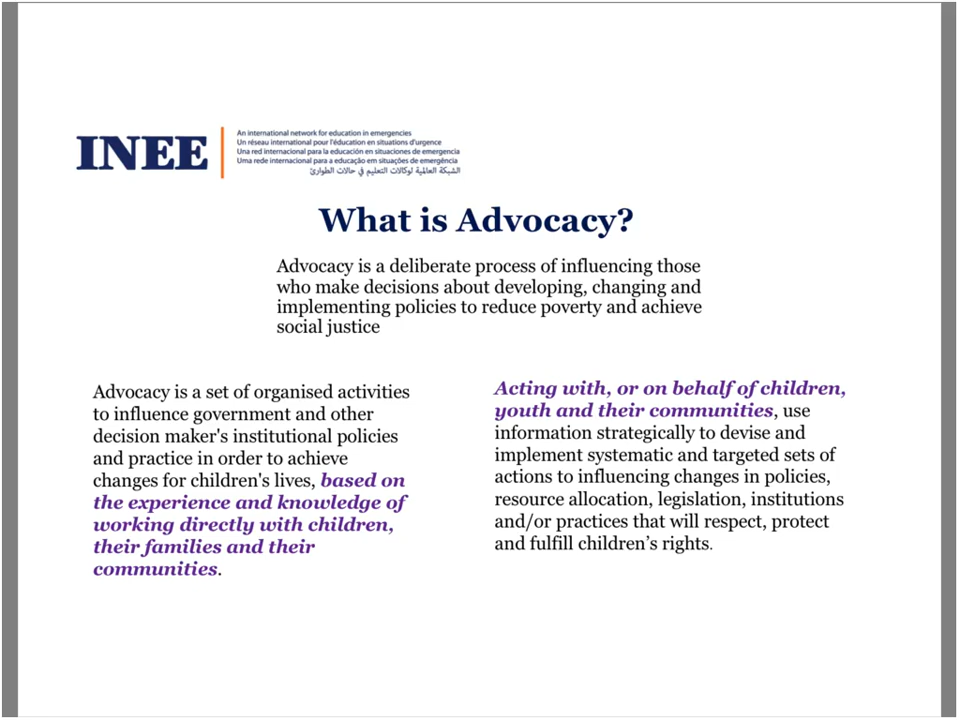 INEE
An international network for education in emergencies
Un réseau international pour l'éducation en situations d'urgence
Una red internacional para la educación en situaciones de emergencia
Uma rede internacional para a educação em situações de emergência
الشبكة العالمية لوكالات التعليم في حالات الطوارئ
What is Advocacy?
Advocacy is a deliberate process of influencing those
who make decisions about developing, changing and
implementing policies to reduce poverty and achieve
social justice
Advocacy is a set of organised activities
to influence government and other
decision maker's institutional policies
and practice in order to achieve
changes for children's lives, based on
the experience and knowledge of
working directly with children,
their families and their
communities.
Acting with, or on behalf of children,
youth and their communities, use
information strategically to devise and
implement systematic and targeted sets of
actions to influencing changes in policies,
resource allocation, legislation, institutions
and/or practices that will respect, protect
and fulfill children’s rights.